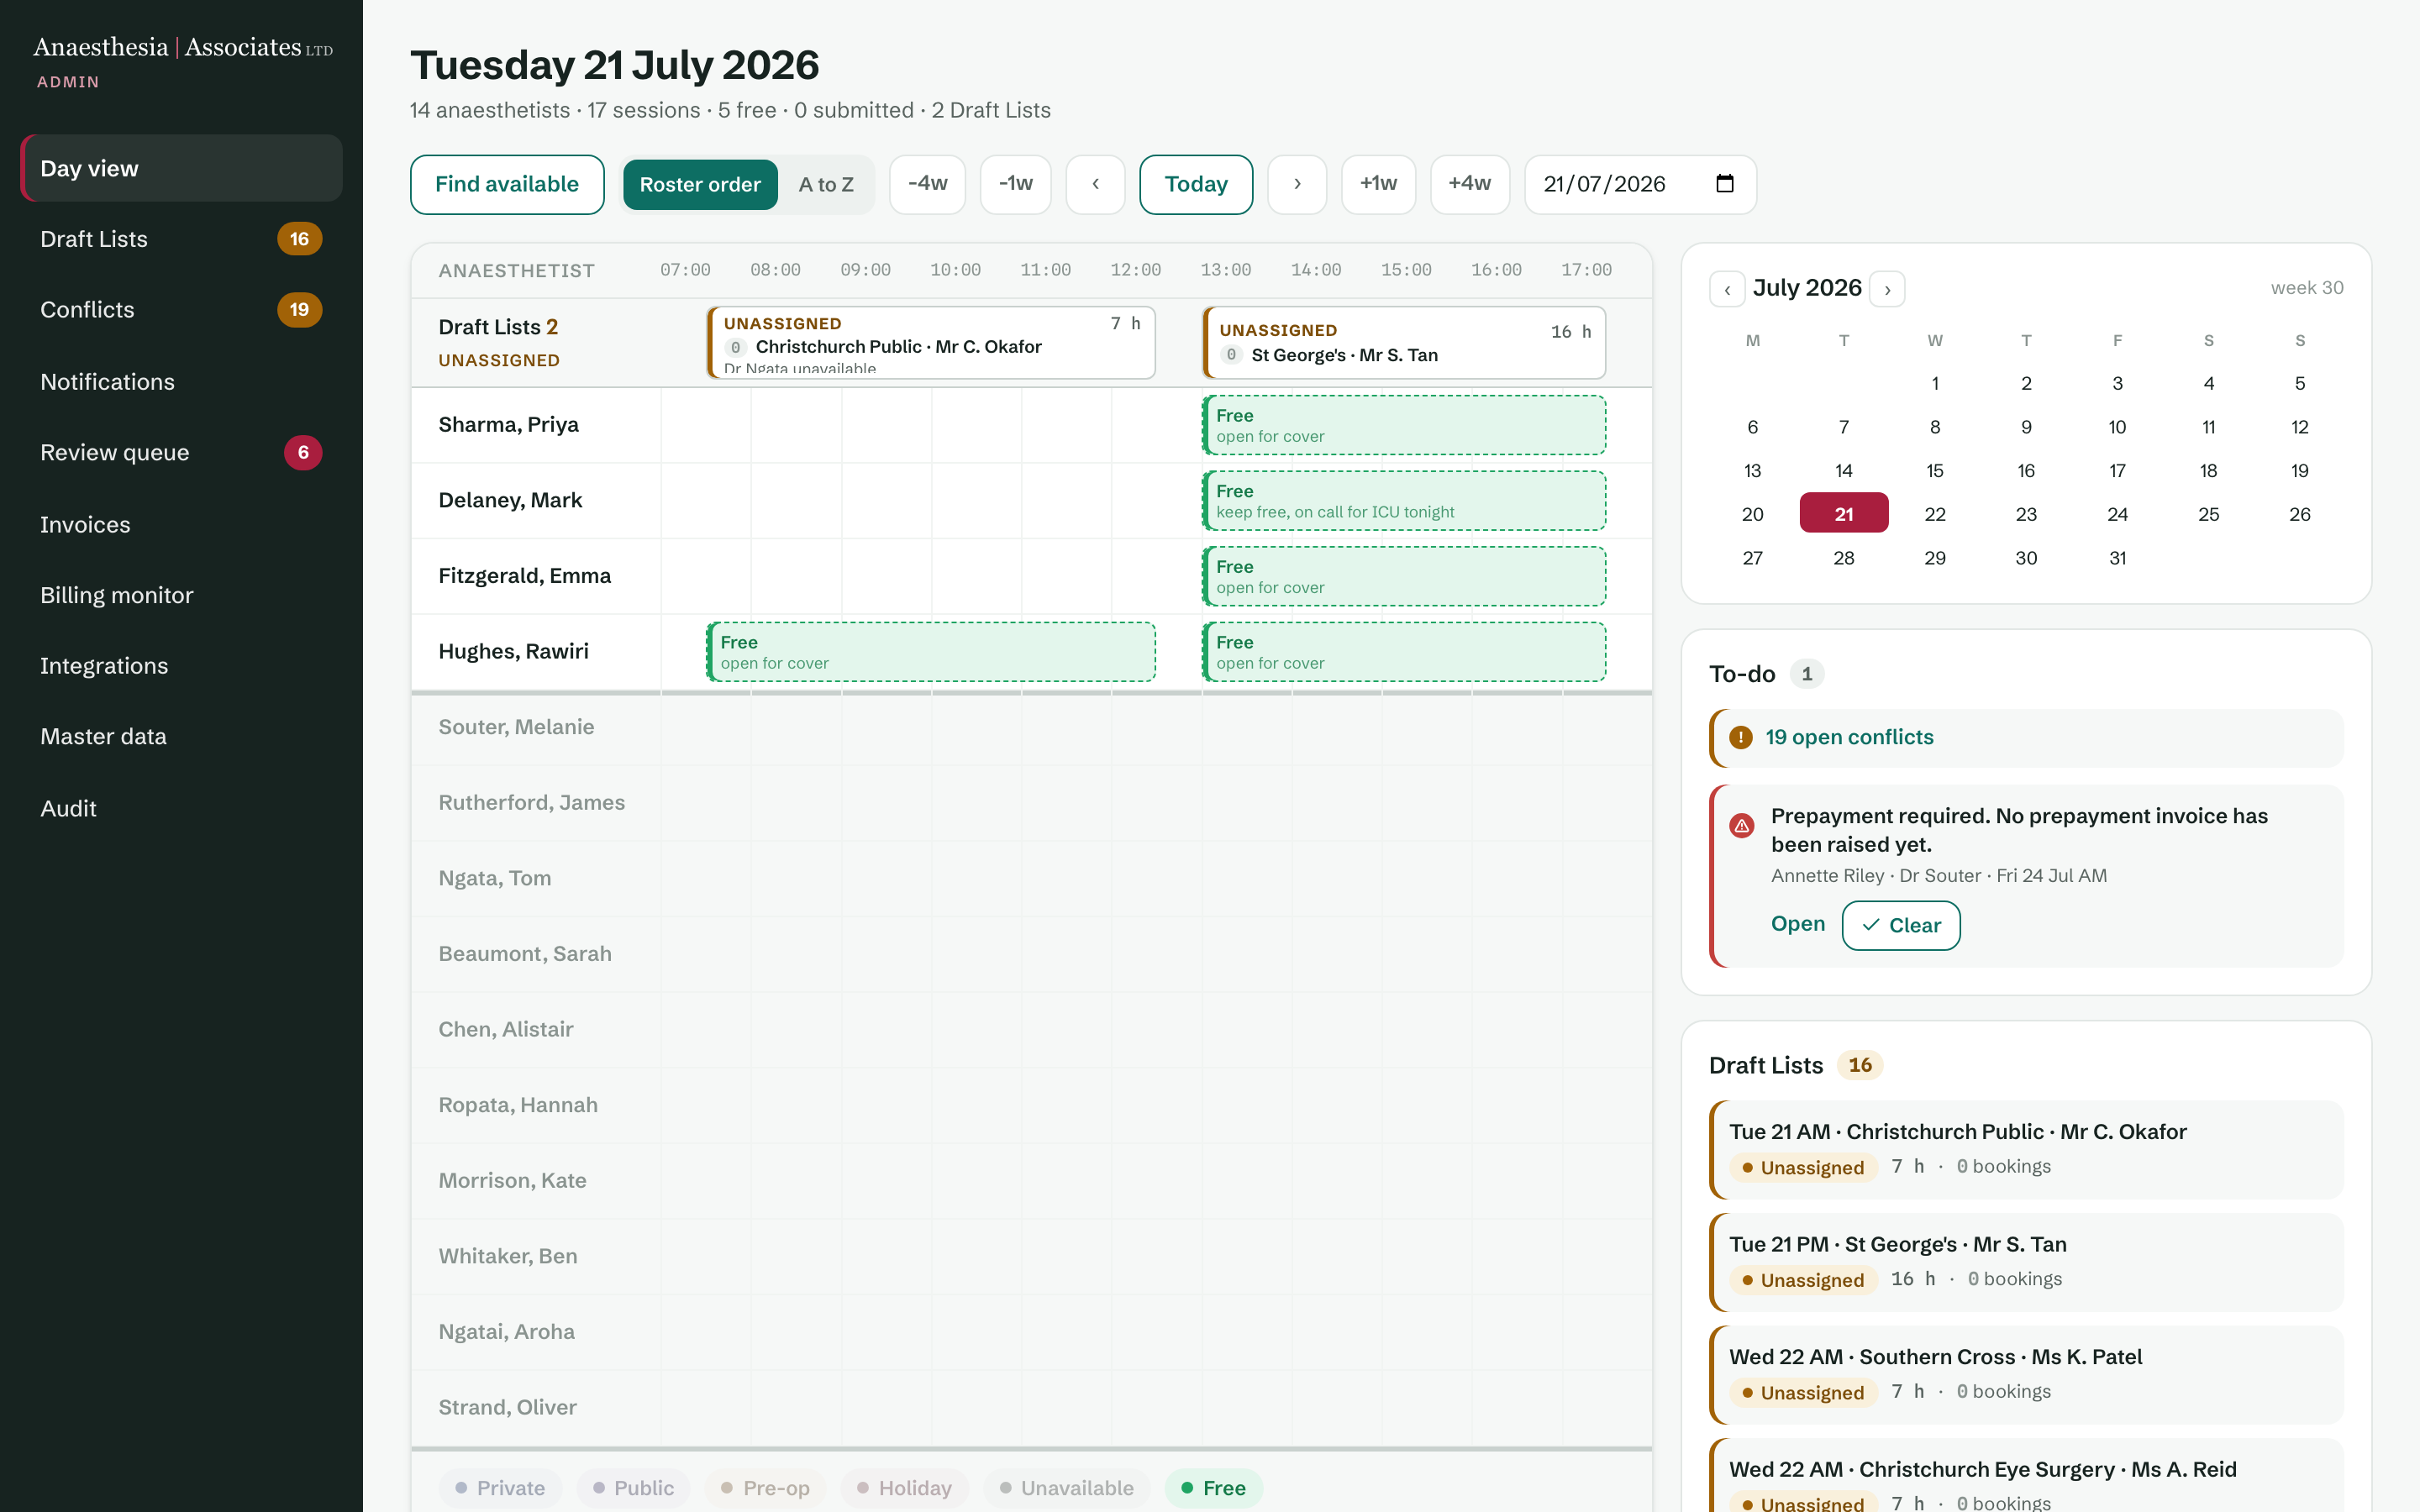 Anaesthesia | Associates LTD
ADMIN
Day view
Draft Lists 16
Conflicts 19
Notifications
Review queue 6
Invoices
Billing monitor
Integrations
Master data
Audit
Tuesday 21 July 2026
14 anaesthetists · 17 sessions · 5 free · 0 submitted · 2 Draft Lists
Find available Roster order A to Z -4w -1w ‹ Today › +1w +4w 21/07/2026
ANAESTHETIST 07:00 08:00 09:00 10:00 11:00 12:00 13:00 14:00 15:00 16:00 17:00
Draft Lists 2
UNASSIGNED
UNASSIGNED 7 h
0 Christchurch Public · Mr C. Okafor
Dr Ngata unavailable
UNASSIGNED 16 h
0 St George's · Mr S. Tan
Sharma, Priya
Free
open for cover
Delaney, Mark
Free
keep free, on call for ICU tonight
Fitzgerald, Emma
Free
open for cover
Hughes, Rawiri
Free
open for cover
Free
open for cover
Souter, Melanie
Rutherford, James
Ngata, Tom
Beaumont, Sarah
Chen, Alistair
Ropata, Hannah
Morrison, Kate
Whitaker, Ben
Ngatai, Aroha
Strand, Oliver
Private Public Pre-op Holiday Unavailable Free
‹ July 2026 › week 30
M T W T F S S
1 2 3 4 5
6 7 8 9 10 11 12
13 14 15 16 17 18 19
20 21 22 23 24 25 26
27 28 29 30 31
To-do 1
19 open conflicts
Prepayment required. No prepayment invoice has
been raised yet.
Annette Riley · Dr Souter · Fri 24 Jul AM
Open Clear
Draft Lists 16
Tue 21 AM · Christchurch Public · Mr C. Okafor
Unassigned 7 h · 0 bookings
Tue 21 PM · St George's · Mr S. Tan
Unassigned 16 h · 0 bookings
Wed 22 AM · Southern Cross · Ms K. Patel
Unassigned 7 h · 0 bookings
Wed 22 AM · Christchurch Eye Surgery · Ms A. Reid
Unassigned 7 h · 0 bookings